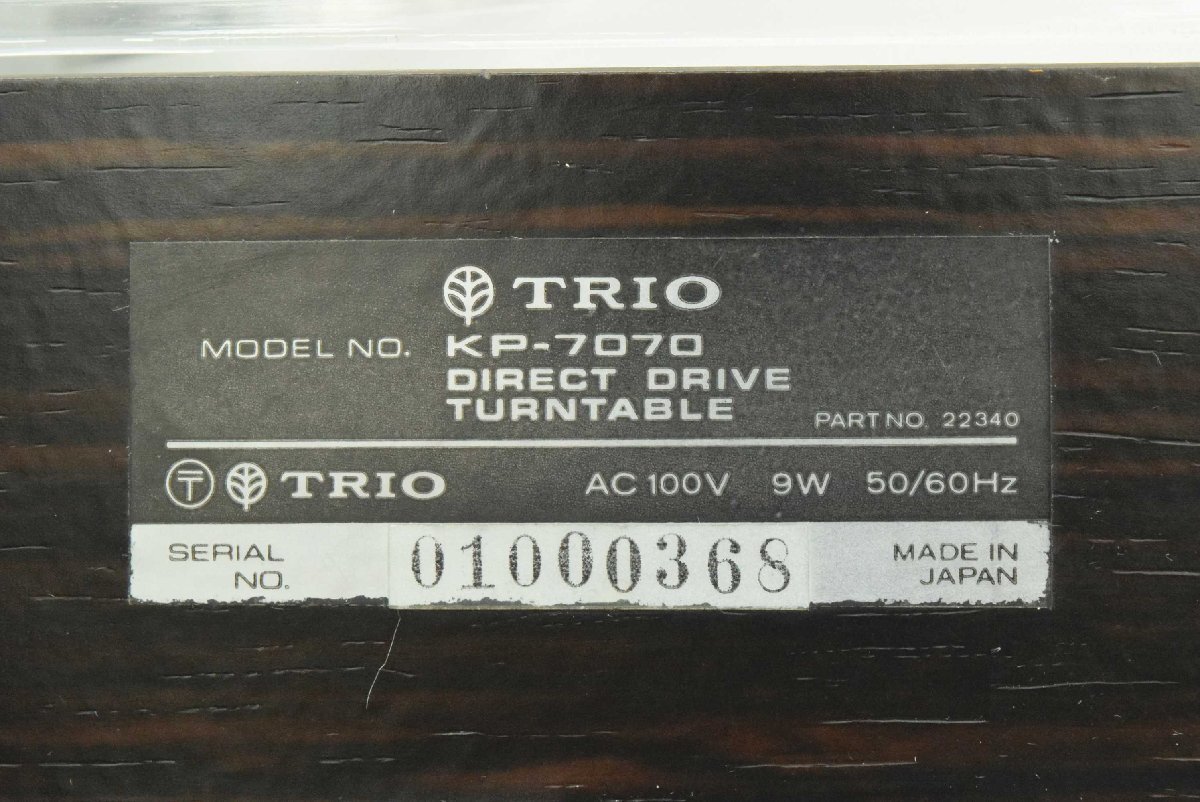 TRIO
MODEL NO. KP-7070
DIRECT DRIVE
TURNTABLE
PART NO. 22340
〒 TRIO AC 100V 9W 50/60Hz
SERIAL NO. 01000368
MADE IN JAPAN